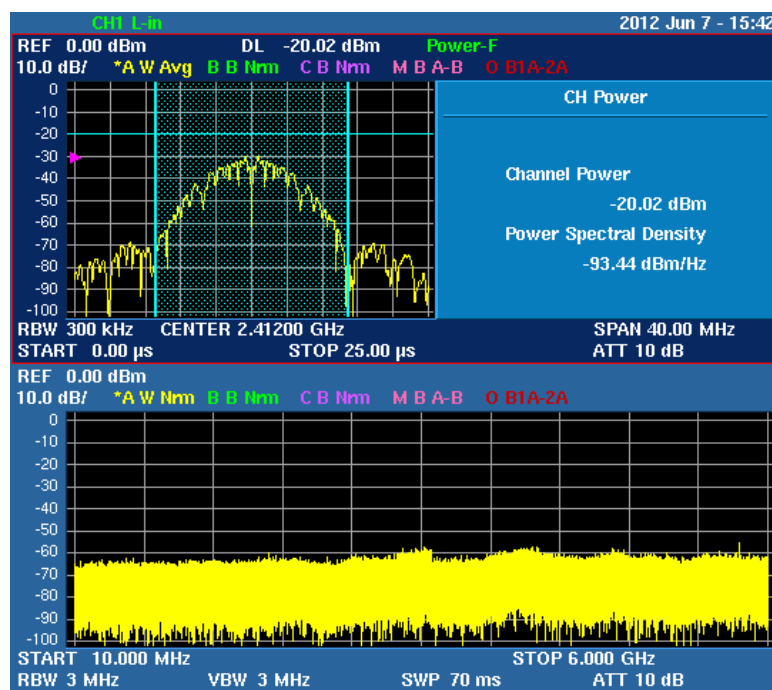 CH1 L-in 2012 Jun 7 - 15:42
REF 0.00 dBm DL -20.02 dBm Power-F
10.0 dB/ *A W Avg B B Nrm C B Nrm M B A-B O B1A-2A
CH Power
0
-10
-20
-30
-40
-50
-60
-70
-80
-90
-100
Channel Power
-20.02 dBm
Power Spectral Density
-93.44 dBm/Hz
RBW 300 kHz CENTER 2.41200 GHz SPAN 40.00 MHz
START 0.00 µs STOP 25.00 µs ATT 10 dB
REF 0.00 dBm
10.0 dB/ *A W Nrm B B Nrm C B Nrm M B A-B O B1A-2A
0
-10
-20
-30
-40
-50
-60
-70
-80
-90
-100
START 10.000 MHz STOP 6.000 GHz
RBW 3 MHz VBW 3 MHz SWP 70 ms ATT 10 dB